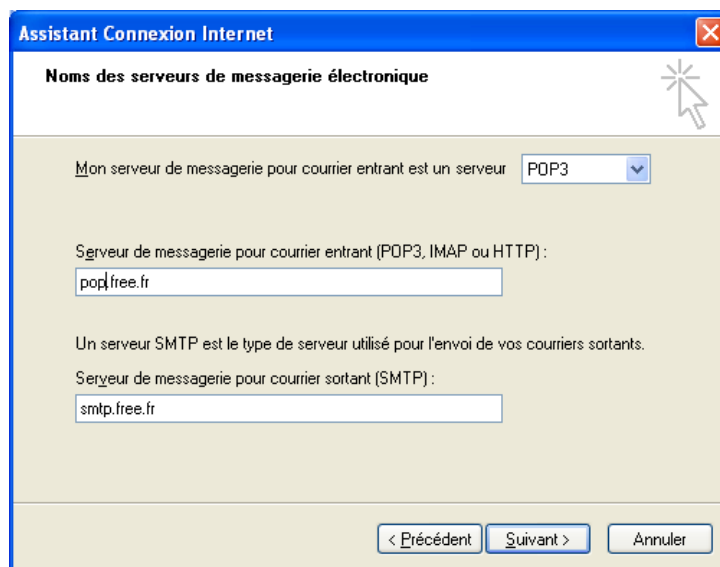 Assistant Connexion Internet
Noms des serveurs de messagerie électronique
Mon serveur de messagerie pour courrier entrant est un serveur POP3
Serveur de messagerie pour courrier entrant (POP3, IMAP ou HTTP) :
pop.free.fr
Un serveur SMTP est le type de serveur utilisé pour l'envoi de vos courriers sortants.
Serveur de messagerie pour courrier sortant (SMTP) :
smtp.free.fr
< Précédent Suivant > Annuler